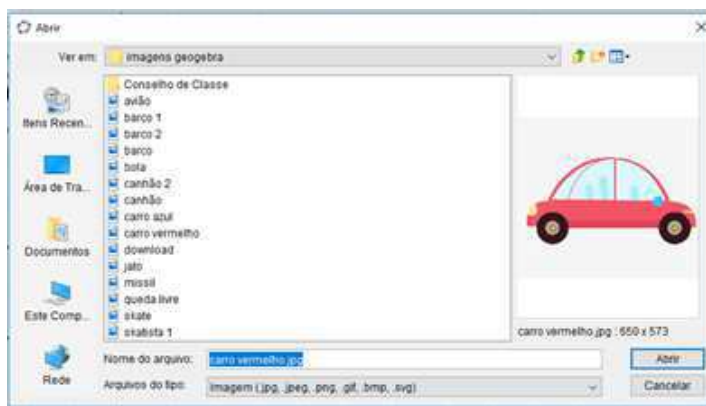 Abrir
Ver em: imagens geogebra
Itens Recen...
Área de Tra...
Documentos
Este Comp...
Rede
Conselho de Classe
avião
barco 1
barco 2
barco
bola
canhão 2
canhão
carro azul
carro vermelho
download
jato
missil
queda livre
skate
skatista 1
carro vermelho.jpg : 650 x 573
Nome do arquivo: carro vermelho.jpg
Abrir
Arquivos do tipo: Imagem (.jpg, .jpeg, .png, .gif, .bmp, .svg)
Cancelar